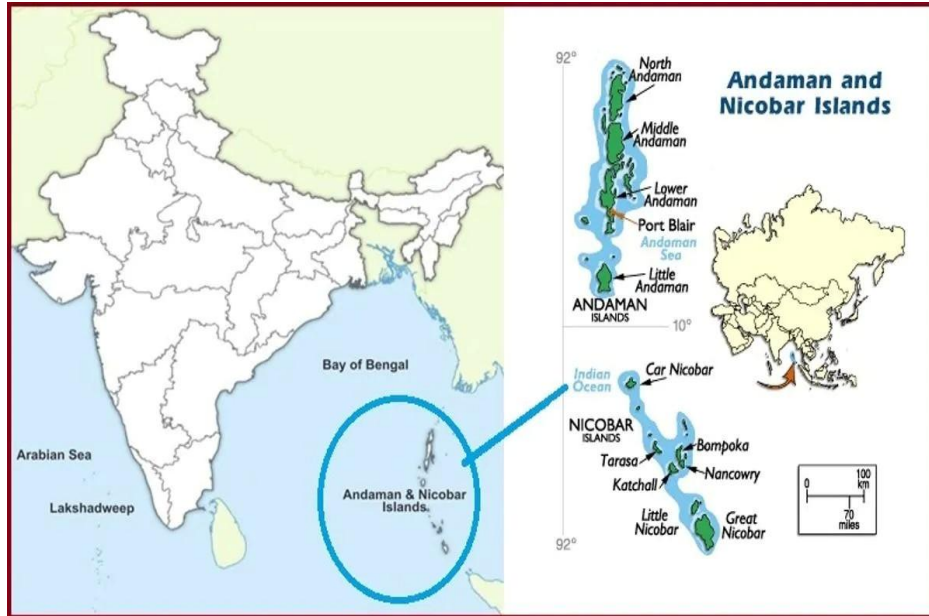 Bay of Bengal
Arabian Sea
Lakshadweep
Andaman & Nicobar
Islands
Andaman and
Nicobar Islands
92°
North
Andaman
Middle
Andaman
Lower
Andaman
Port Blair
Andaman
Sea
Little
Andaman
ANDAMAN
ISLANDS
10°
Indian
Ocean
Car Nicobar
NICOBAR
ISLANDS
Bompoka
Tarasa
Nancowry
Katchall
Little
Nicobar
Great
Nicobar
92°
0
100
km
70
miles